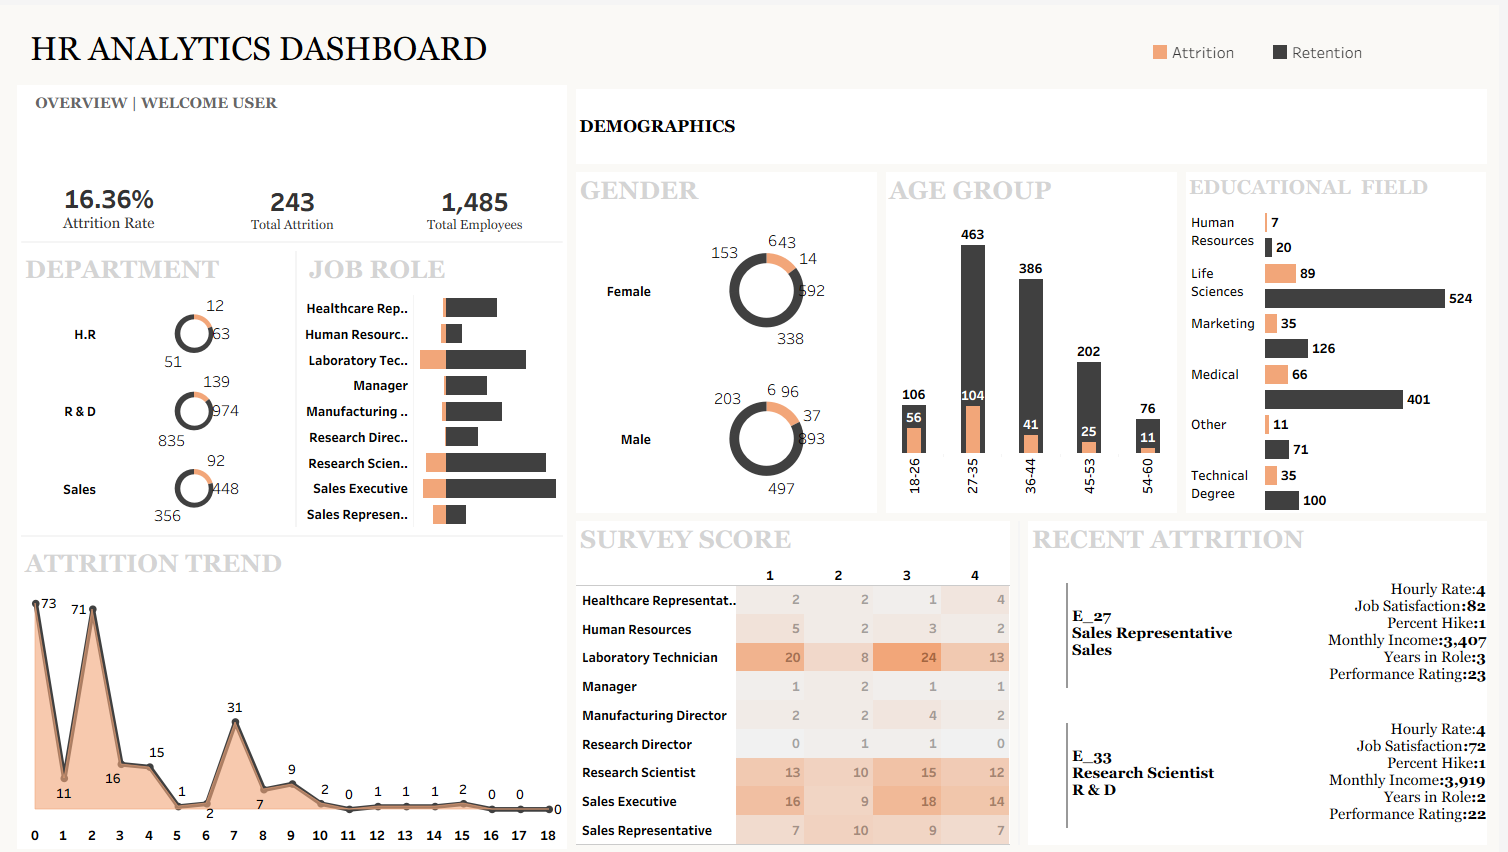 HR ANALYTICS DASHBOARD
Attrition
Retention
OVERVIEW | WELCOME USER
16.36%
Attrition Rate
243
Total Attrition
1,485
Total Employees
DEPARTMENT
H.R
12
63
51
R & D
139
974
835
Sales
92
448
356
JOB ROLE
Healthcare Rep..
Human Resourc..
Laboratory Tec..
Manager
Manufacturing ..
Research Direc..
Research Scien..
Sales Executive
Sales Represen..
ATTRITION TREND
73
11
71
16
15
1
2
31
7
9
2
0
1
1
1
2
0
0
0
0 1 2 3 4 5 6 7 8 9 10 11 12 13 14 15 16 17 18
DEMOGRAPHICS
GENDER
Female
153
6 43
14
592
338
Male
203
6 96
37
893
497
AGE GROUP
106
56
463
104
386
41
202
25
76
11
18-26
27-35
36-44
45-53
54-60
EDUCATIONAL FIELD
Human
Resources
7
20
Life
Sciences
89
524
Marketing
35
126
Medical
66
401
Other
11
71
Technical
Degree
35
100
SURVEY SCORE
1 2 3 4
Healthcare Representat.. 2 2 1 4
Human Resources 5 2 3 2
Laboratory Technician 20 8 24 13
Manager 1 2 1 1
Manufacturing Director 2 2 4 2
Research Director 0 1 1 0
Research Scientist 13 10 15 12
Sales Executive 16 9 18 14
Sales Representative 7 10 9 7
RECENT ATTRITION
E_27
Sales Representative
Sales
Hourly Rate:4
Job Satisfaction:82
Percent Hike:1
Monthly Income:3,407
Years in Role:3
Performance Rating:23
E_33
Research Scientist
R & D
Hourly Rate:4
Job Satisfaction:72
Percent Hike:1
Monthly Income:3,919
Years in Role:2
Performance Rating:22